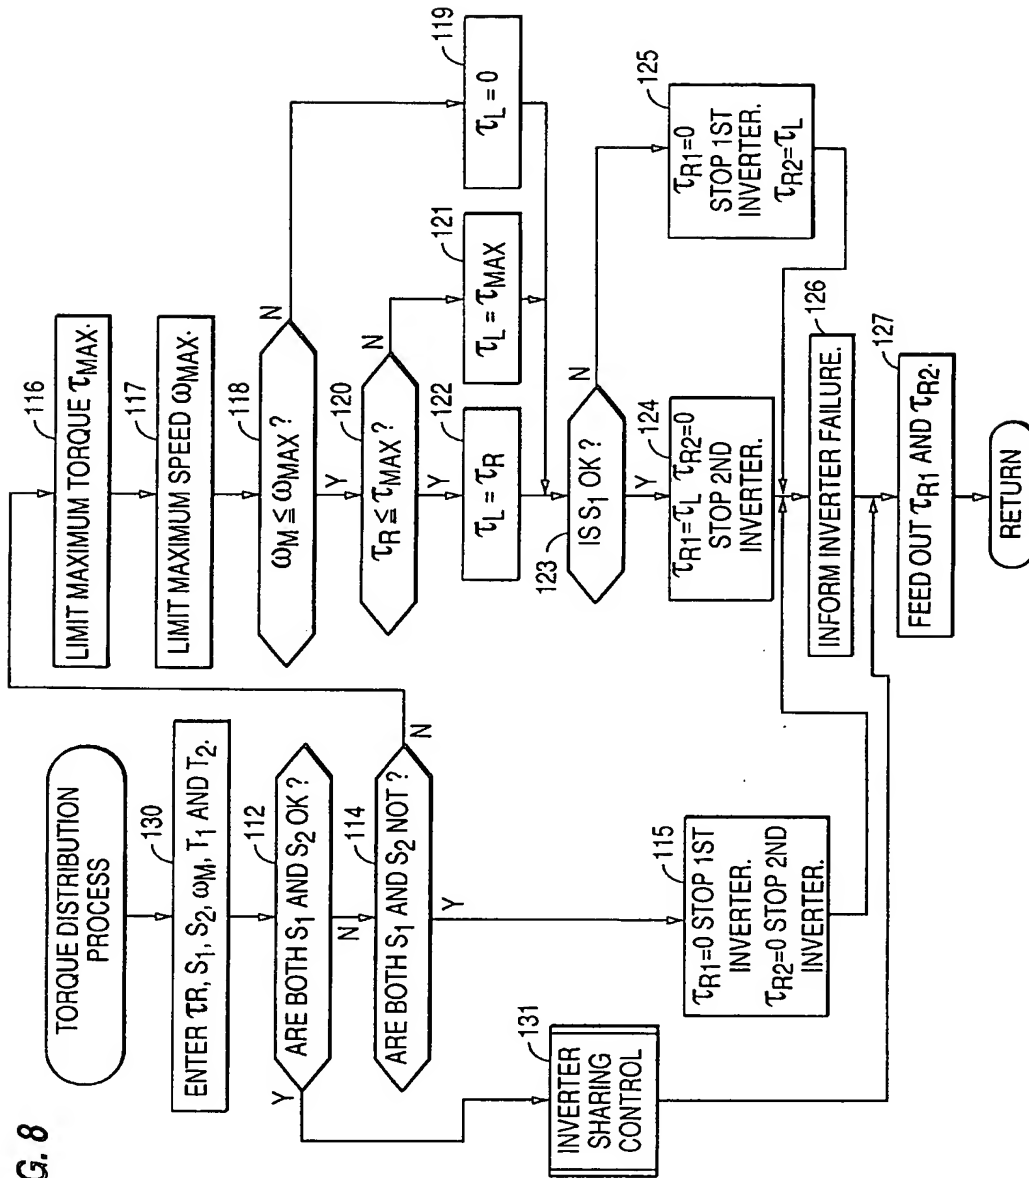 G. 8
TORQUE DISTRIBUTION
PROCESS
130
ENTER τR, S1, S2, ωM, T1 AND T2.
112
ARE BOTH S1 AND S2 OK?
Y
N
114
ARE BOTH S1 AND S2 NOT?
N
Y
131
INVERTER
SHARING
CONTROL
115
τR1=0 STOP 1ST
INVERTER.
τR2=0 STOP 2ND
INVERTER.
116
LIMIT MAXIMUM TORQUE τMAX.
117
LIMIT MAXIMUM SPEED ωMAX.
118
ωM ≦ ωMAX?
N
Y
120
τR ≦ τMAX?
N
Y
122
τL = τR
121
τL = τMAX
119
τL = 0
123
IS S1 OK?
N
Y
124
τR1=τL τR2=0
STOP 2ND
INVERTER.
125
τR1=0
STOP 1ST
INVERTER.
τR2=τL
126
INFORM INVERTER FAILURE.
127
FEED OUT τR1 AND τR2.
RETURN